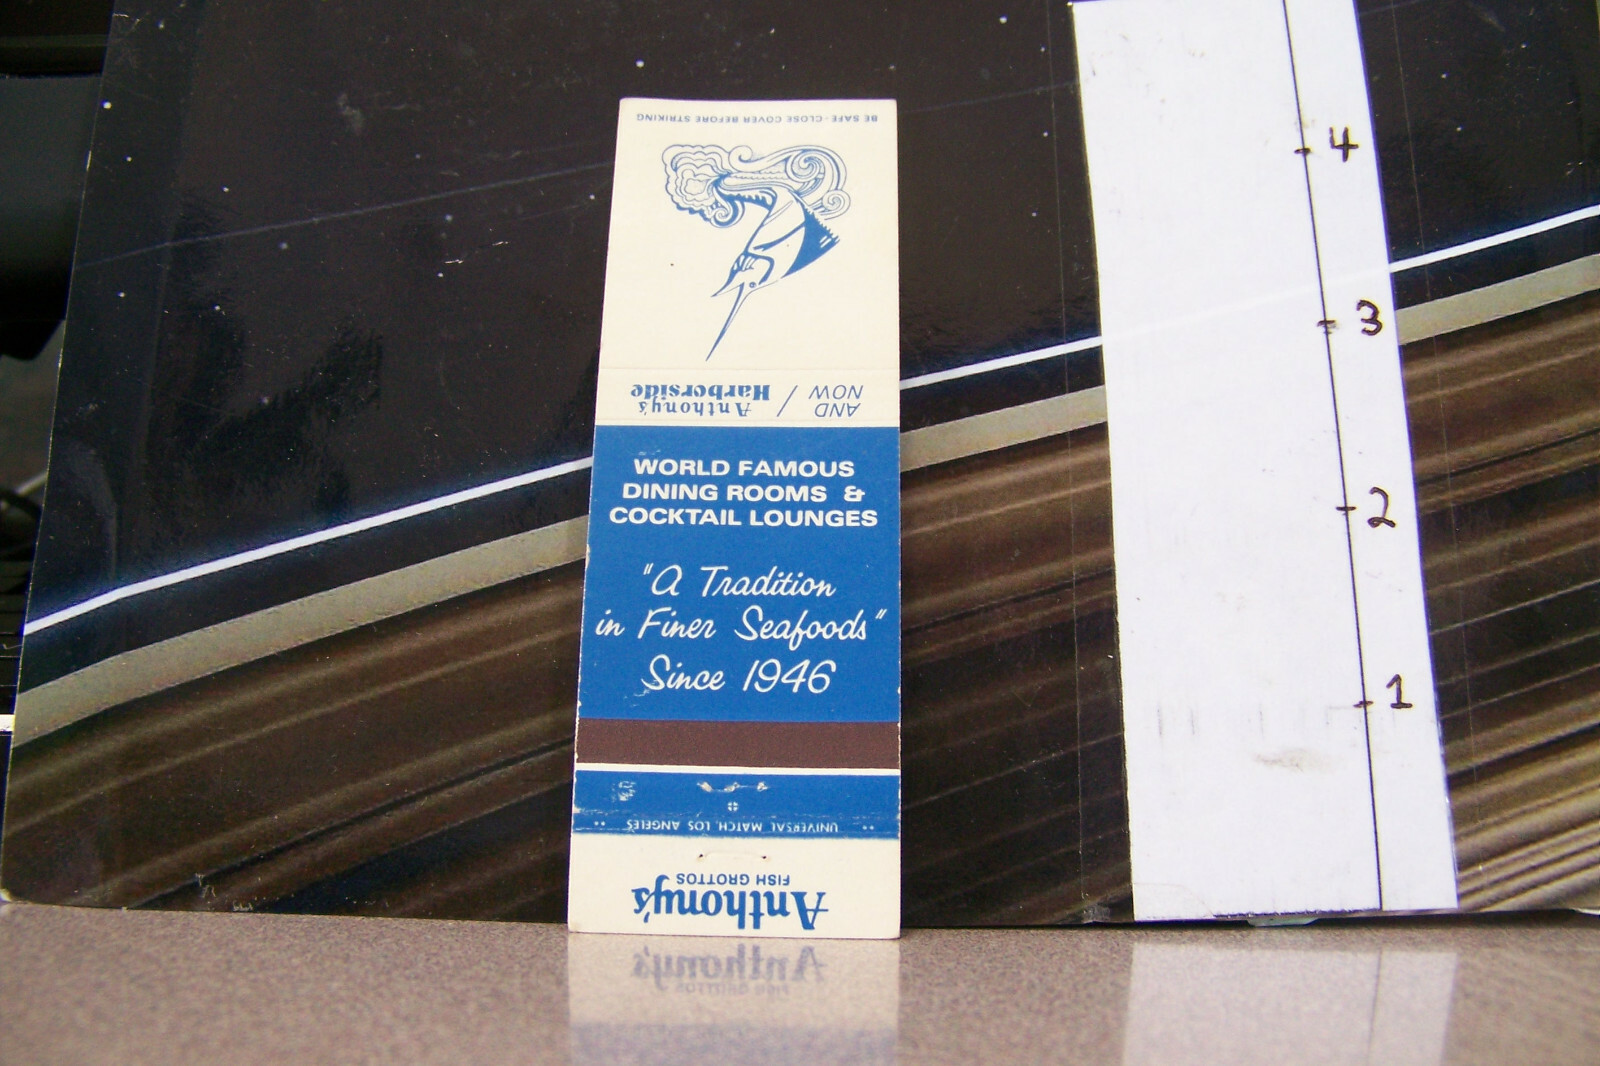 BE SAFE - CLOSE COVER BEFORE STRIKING
AND
NOW
/
Anthony's
Harborside
WORLD FAMOUS
DINING ROOMS &
COCKTAIL LOUNGES
"A Tradition
in Finer Seafoods"
Since 1946
UNIVERSAL MATCH, LOS ANGELES
Anthony's
FISH GROTTOS
4
3
2
1